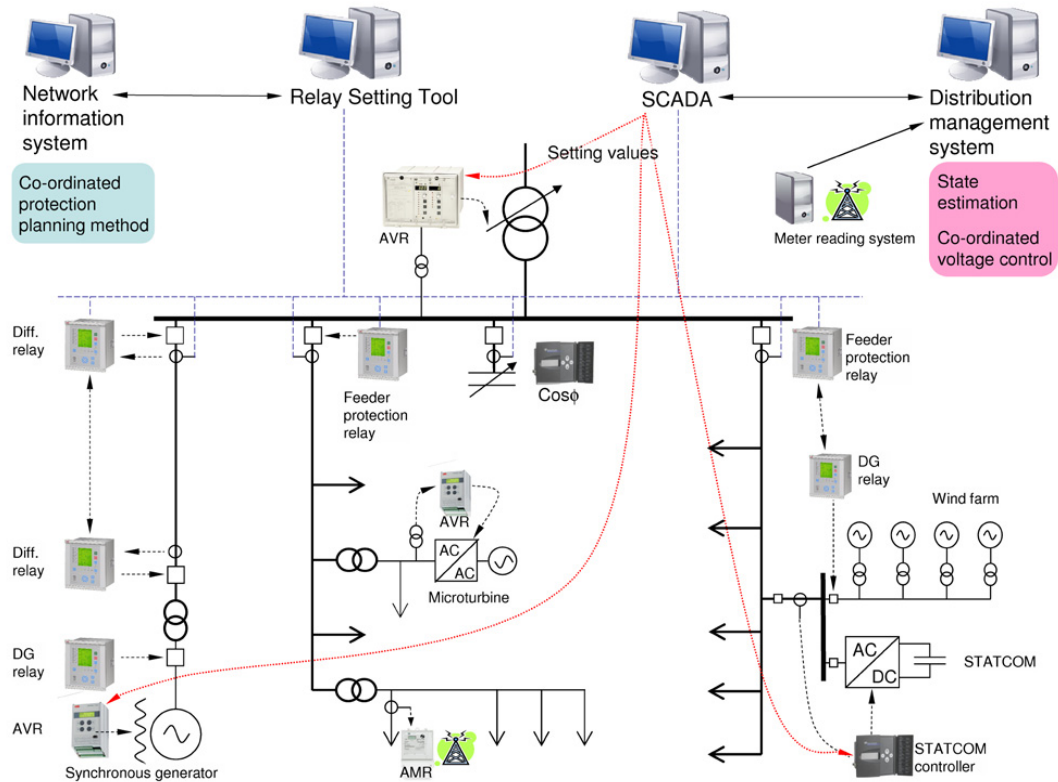 Network
information
system
Relay Setting Tool
SCADA
Distribution
management
system
Co-ordinated
protection
planning method
Setting values
AVR
Meter reading system
State
estimation
Co-ordinated
voltage control
Diff.
relay
Feeder
protection
relay
Cosϕ
Feeder
protection
relay
DG
relay
Wind farm
AVR
AC
AC
Microturbine
Diff.
relay
DG
relay
AC
DC
STATCOM
AVR
Synchronous generator
AMR
STATCOM
controller